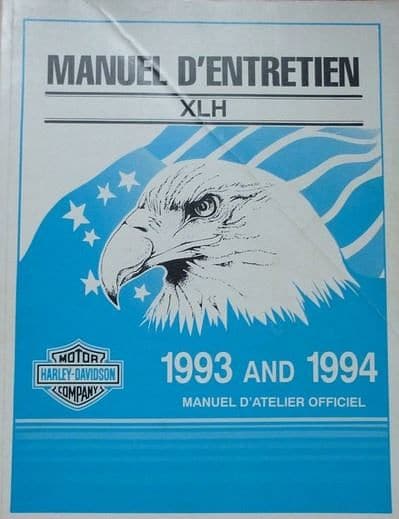 MANUEL D'ENTRETIEN
XLH
MOTOR
HARLEY-DAVIDSON
COMPANY
1993 AND 1994
MANUEL D'ATELIER OFFICIEL